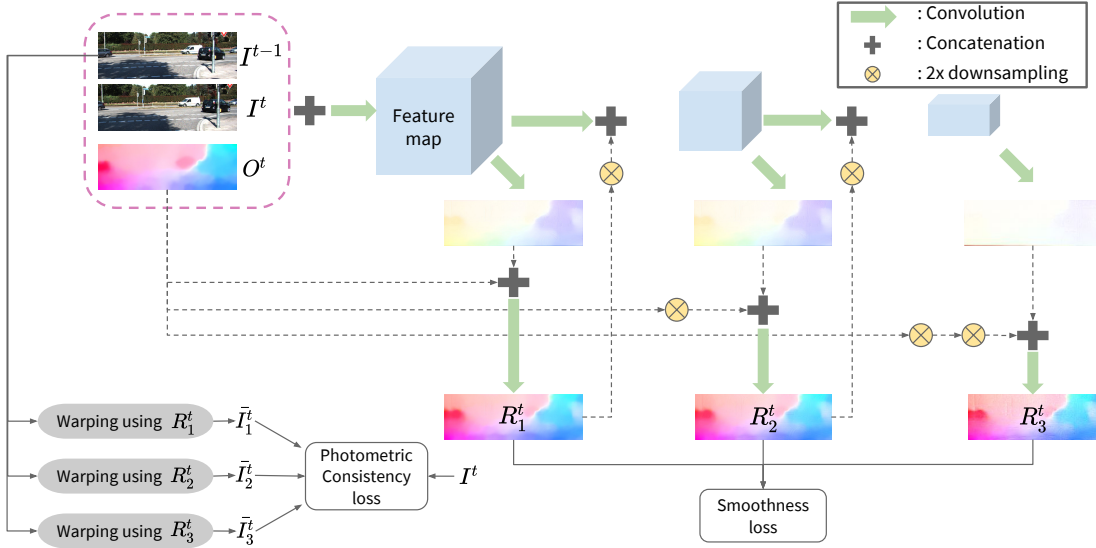 : Convolution
: Concatenation
: 2x downsampling
I^{t-1}
I^t
O^t
Feature
map
R_1^t
R_2^t
R_3^t
Warping using R_1^t
Ī_1^t
Warping using R_2^t
Ī_2^t
Warping using R_3^t
Ī_3^t
Photometric
Consistency
loss
I^t
Smoothness
loss